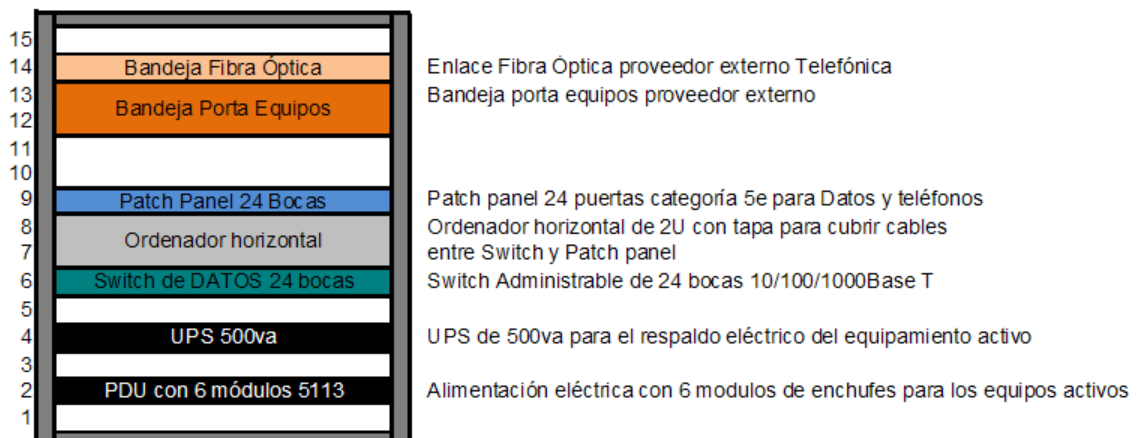 15
14 Bandeja Fibra Óptica Enlace Fibra Óptica proveedor externo Telefónica
13 Bandeja porta equipos proveedor externo
Bandeja Porta Equipos
12
11
10
9 Patch Panel 24 Bocas Patch panel 24 puertas categoría 5e para Datos y teléfonos
8 Ordenador horizontal de 2U con tapa para cubrir cables
Ordenador horizontal
7 entre Switch y Patch panel
6 Switch de DATOS 24 bocas Switch Administrable de 24 bocas 10/100/1000Base T
5
4 UPS 500va UPS de 500va para el respaldo eléctrico del equipamiento activo
3
2 PDU con 6 módulos 5113 Alimentación eléctrica con 6 modulos de enchufes para los equipos activos
1